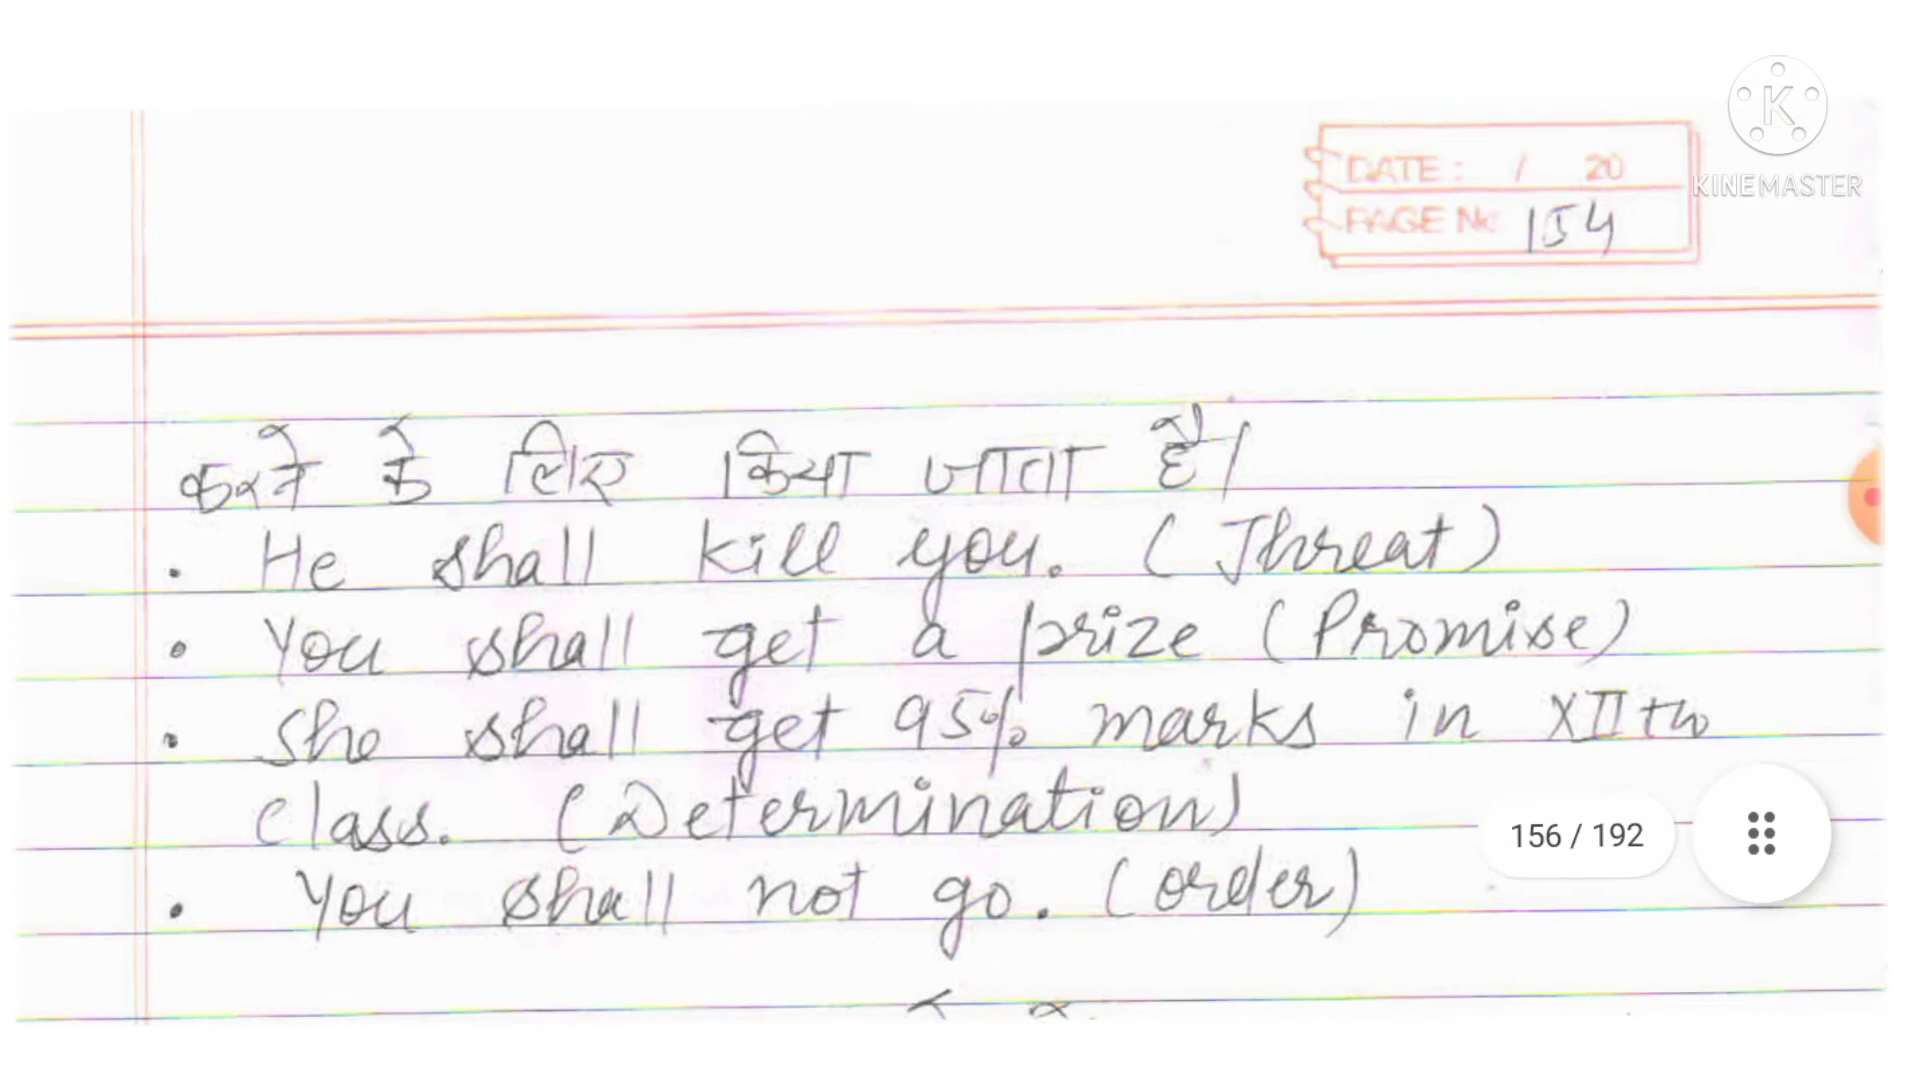 KINEMASTER
DATE: / 20
PAGE No 154
करने के लिए किया जाता है।
• He shall kill you. (Threat)
• You shall get a prize (Promise)
• She shall get 95% marks in XIIth
class. (Determination)
156 / 192
• You shall not go. (order)